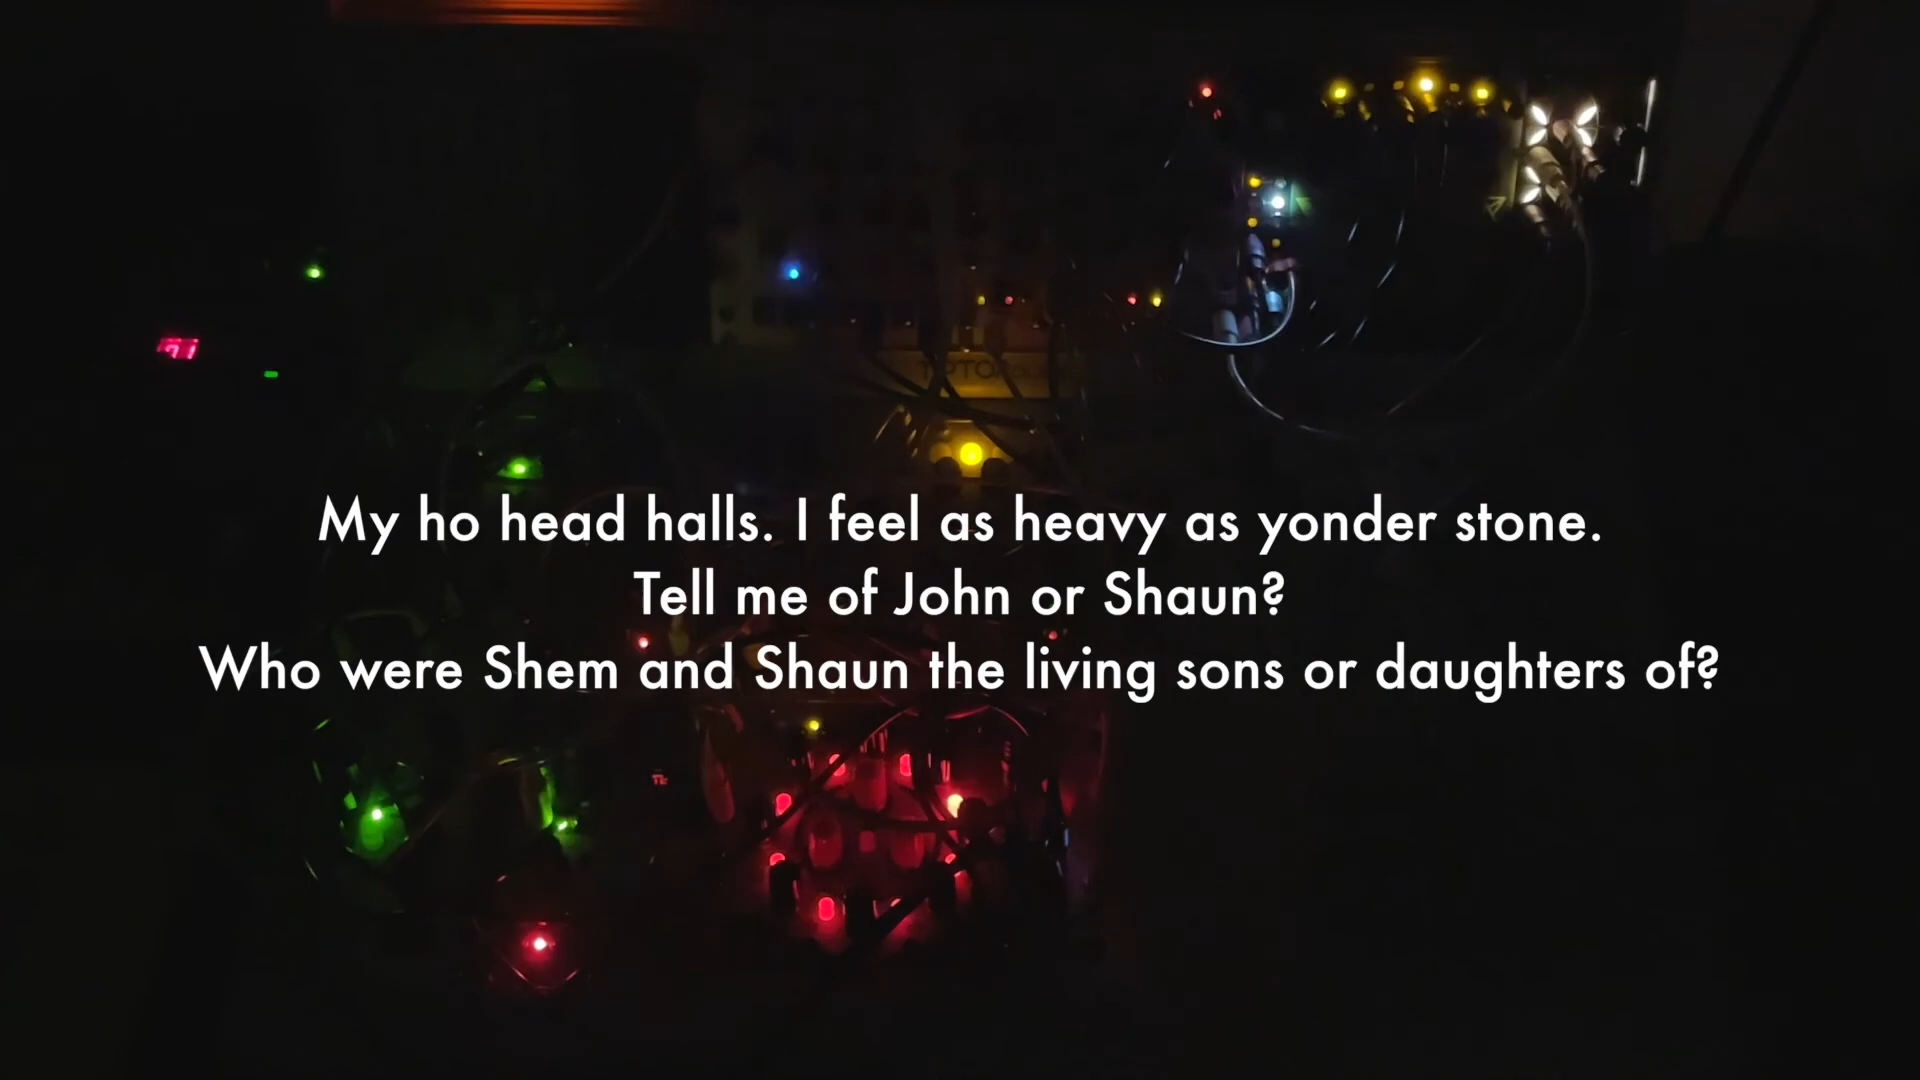 My ho head halls. I feel as heavy as yonder stone.
Tell me of John or Shaun?
Who were Shem and Shaun the living sons or daughters of?